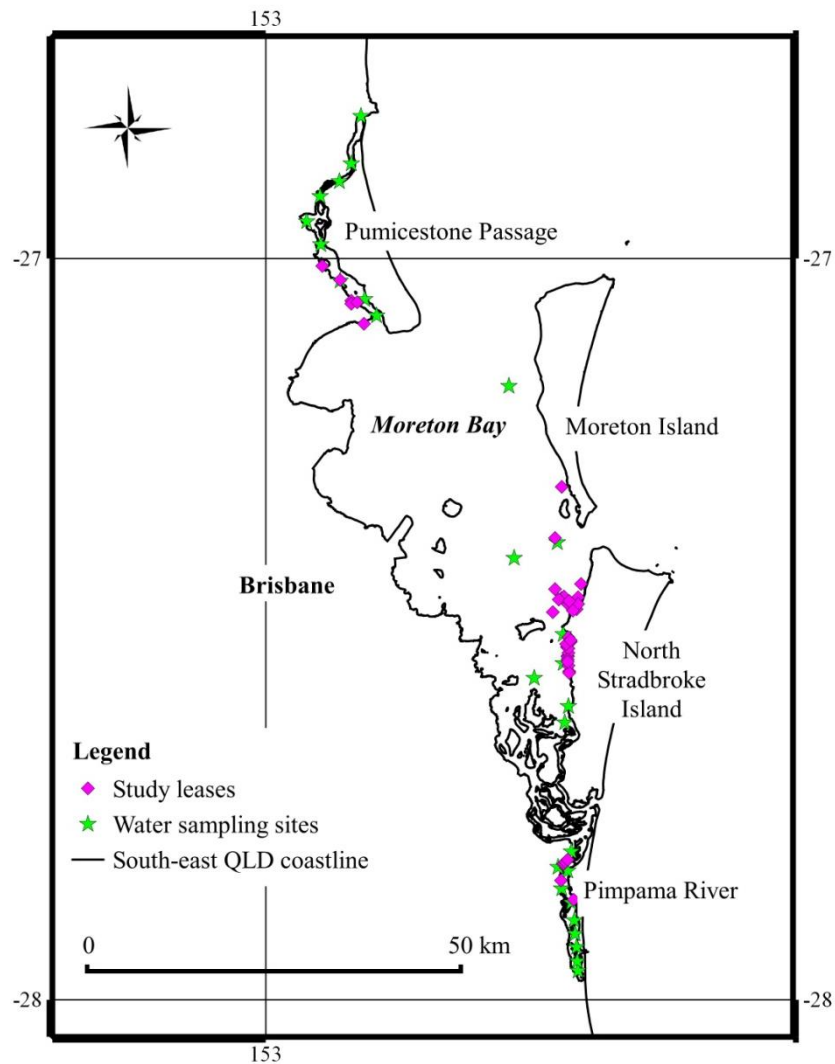 153
Pumicestone Passage
-27
-27
Moreton Bay
Moreton Island
Brisbane
North
Stradbroke
Island
Legend
Study leases
Water sampling sites
South-east QLD coastline
Pimpama River
0
50 km
-28
-28
153